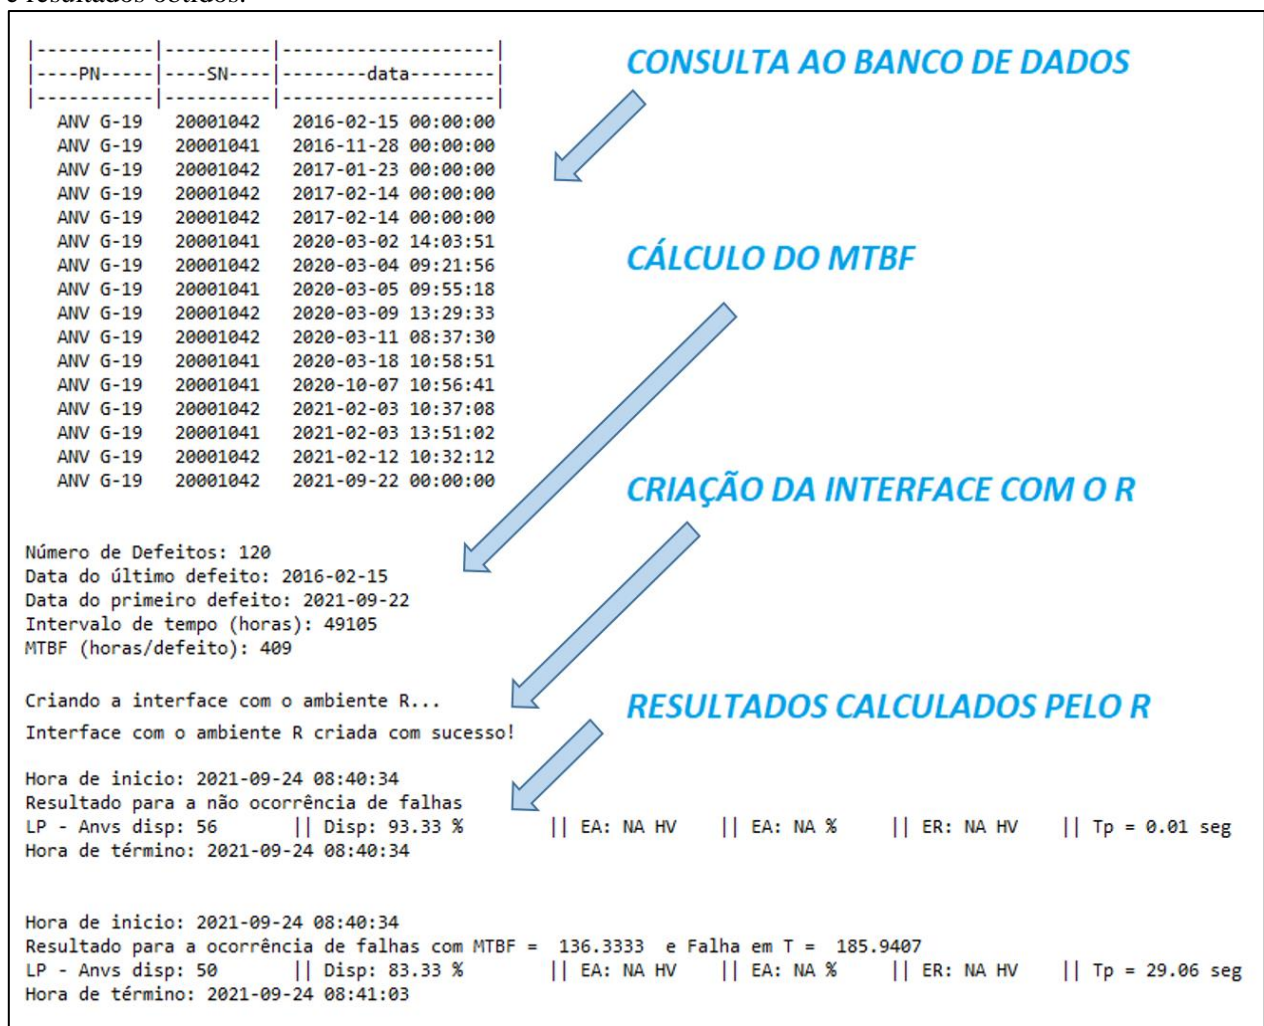 e resultados obtidos.
|-----------|----------|--------------------|
|----PN-----|----SN----|--------data--------|
|-----------|----------|--------------------|
ANV G-19 20001042 2016-02-15 00:00:00
ANV G-19 20001041 2016-11-28 00:00:00
ANV G-19 20001042 2017-01-23 00:00:00
ANV G-19 20001042 2017-02-14 00:00:00
ANV G-19 20001042 2017-02-14 00:00:00
ANV G-19 20001041 2020-03-02 14:03:51
ANV G-19 20001042 2020-03-04 09:21:56
ANV G-19 20001041 2020-03-05 09:55:18
ANV G-19 20001042 2020-03-09 13:29:33
ANV G-19 20001042 2020-03-11 08:37:30
ANV G-19 20001041 2020-03-18 10:58:51
ANV G-19 20001041 2020-10-07 10:56:41
ANV G-19 20001042 2021-02-03 10:37:08
ANV G-19 20001041 2021-02-03 13:51:02
ANV G-19 20001042 2021-02-12 10:32:12
ANV G-19 20001042 2021-09-22 00:00:00
CONSULTA AO BANCO DE DADOS
CÁLCULO DO MTBF
CRIAÇÃO DA INTERFACE COM O R
RESULTADOS CALCULADOS PELO R
Número de Defeitos: 120
Data do último defeito: 2016-02-15
Data do primeiro defeito: 2021-09-22
Intervalo de tempo (horas): 49105
MTBF (horas/defeito): 409
Criando a interface com o ambiente R...
Interface com o ambiente R criada com sucesso!
Hora de inicio: 2021-09-24 08:40:34
Resultado para a não ocorrência de falhas
LP - Anvs disp: 56 || Disp: 93.33 % || EA: NA HV || EA: NA % || ER: NA HV || Tp = 0.01 seg
Hora de término: 2021-09-24 08:40:34
Hora de inicio: 2021-09-24 08:40:34
Resultado para a ocorrência de falhas com MTBF = 136.3333 e Falha em T = 185.9407
LP - Anvs disp: 50 || Disp: 83.33 % || EA: NA HV || EA: NA % || ER: NA HV || Tp = 29.06 seg
Hora de término: 2021-09-24 08:41:03